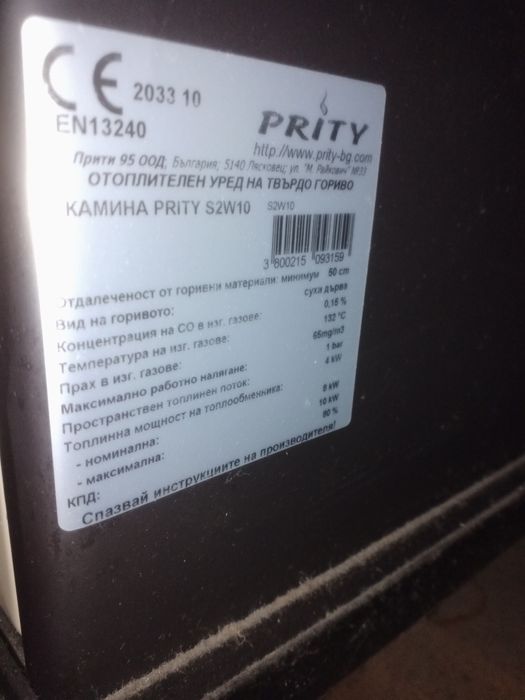 CE 2033 10
EN13240
PRITY
http://www.prity-bg.com
Прити 95 ООД, България, 5140 Лясковец, ул. "М. Райкович" №33
ОТОПЛИТЕЛЕН УРЕД НА ТВЪРДО ГОРИВО
КАМИНА PRITY S2W10 S2W10
3 800215 093159
Отдалеченост от горивни материали: минимум 50 cm
Вид на горивото: суха дърва
Концентрация на CO в изг. газове: 0,16 %
Температура на изг. газове: 132 °C
Прах в изг. газове: 65mg/m3
Максимално работно налягане: 1 bar
Пространствен топлинен поток: 4 kW
Топлинна мощност на топлообменника:
- номинална: 8 kW
- максимална: 10 kW
КПД: 80 %
Спазвай инструкциите на производителя!